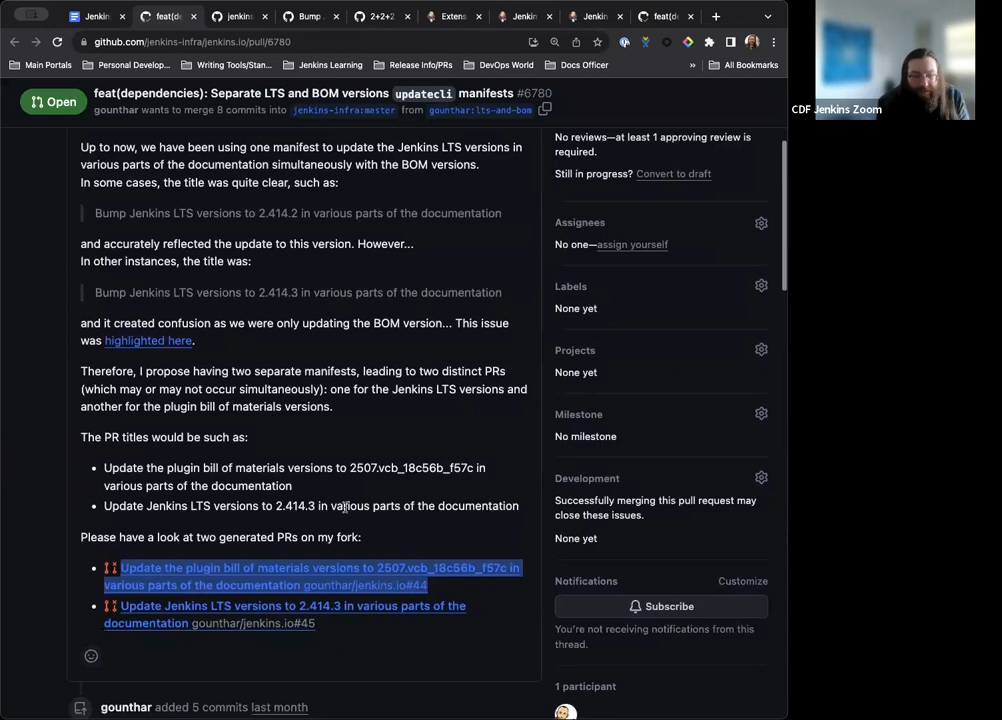 Jenkin
feat(de
jenkins
Bump
2+2+2
Extens
Jenkin
Jenkin
feat(de
github.com/jenkins-infra/jenkins.io/pull/6780
Main Portals
Personal Develop...
Writing Tools/Stan...
Jenkins Learning
Release Info/PRs
DevOps World
Docs Officer
»
All Bookmarks
Open
feat(dependencies): Separate LTS and BOM versions updatecli manifests #6780
gounthar wants to merge 8 commits into jenkins-infra:master from gounthar:lts-and-bom
Up to now, we have been using one manifest to update the Jenkins LTS versions in
various parts of the documentation simultaneously with the BOM versions.
In some cases, the title was quite clear, such as:
Bump Jenkins LTS versions to 2.414.2 in various parts of the documentation
and accurately reflected the update to this version. However...
In other instances, the title was:
Bump Jenkins LTS versions to 2.414.3 in various parts of the documentation
and it created confusion as we were only updating the BOM version... This issue
was highlighted here.
Therefore, I propose having two separate manifests, leading to two distinct PRs
(which may or may not occur simultaneously): one for the Jenkins LTS versions and
another for the plugin bill of materials versions.
The PR titles would be such as:
• Update the plugin bill of materials versions to 2507.vcb_18c56b_f57c in
various parts of the documentation
• Update Jenkins LTS versions to 2.414.3 in various parts of the documentation
Please have a look at two generated PRs on my fork:
• Update the plugin bill of materials versions to 2507.vcb_18c56b_f57c in
various parts of the documentation gounthar/jenkins.io#44
• Update Jenkins LTS versions to 2.414.3 in various parts of the
documentation gounthar/jenkins.io#45
gounthar added 5 commits last month
No reviews—at least 1 approving review is
required.
Still in progress? Convert to draft
Assignees
No one—assign yourself
Labels
None yet
Projects
None yet
Milestone
No milestone
Development
Successfully merging this pull request may
close these issues.
None yet
Notifications
Customize
Subscribe
You're not receiving notifications from this
thread.
1 participant
CDF Jenkins Zoom